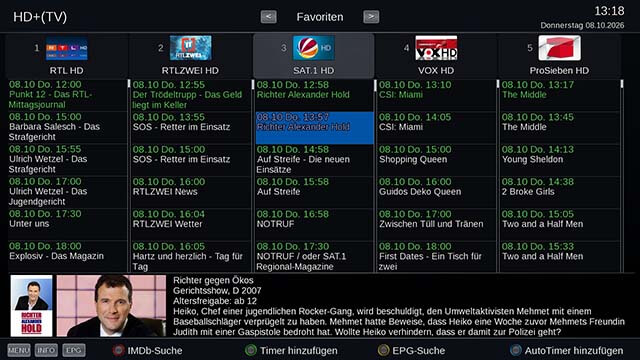 HD+(TV)
< Favoriten >
13:18
Donnerstag 08.10.2026
1 RTL HD
RTL HD
2
RTLZWEI HD
3 HD
SAT.1 HD
4 VOX HD
VOX HD
5
ProSieben HD
08.10 Do. 12:00
Punkt 12 - Das RTL-
Mittagsjournal
08.10 Do. 15:00
Barbara Salesch - Das
Strafgericht
08.10 Do. 15:55
Ulrich Wetzel - Das
Strafgericht
08.10 Do. 17:00
Ulrich Wetzel - Das
Jugendgericht
08.10 Do. 17:30
Unter uns
08.10 Do. 18:00
Explosiv - Das Magazin
08.10 Do. 12:55
Der Trödeltrupp - Das Geld
liegt im Keller
08.10 Do. 13:55
SOS - Retter im Einsatz
08.10 Do. 15:00
SOS - Retter im Einsatz
08.10 Do. 16:00
RTLZWEI News
08.10 Do. 16:04
RTLZWEI Wetter
08.10 Do. 16:05
Hartz und herzlich - Tag für
Tag
08.10 Do. 12:58
Richter Alexander Hold
08.10 Do. 13:57
Richter Alexander Hold
08.10 Do. 14:58
Auf Streife - Die neuen
Einsätze
08.10 Do. 15:58
Auf Streife
08.10 Do. 16:58
NOTRUF
08.10 Do. 17:30
NOTRUF / oder SAT.1
Regional-Magazine
08.10 Do. 13:10
CSI: Miami
08.10 Do. 14:05
CSI: Miami
08.10 Do. 15:00
Shopping Queen
08.10 Do. 16:00
Guidos Deko Queen
08.10 Do. 17:00
Zwischen Tüll und Tränen
08.10 Do. 18:00
First Dates - Ein Tisch für
zwei
08.10 Do. 13:17
The Middle
08.10 Do. 13:45
The Middle
08.10 Do. 14:13
Young Sheldon
08.10 Do. 14:38
2 Broke Girls
08.10 Do. 15:05
Two and a Half Men
08.10 Do. 15:33
Two and a Half Men
RICHTER
ALEXANDER
HOLD
Richter gegen Ökos
Gerichtsshow, D 2007
Altersfreigabe: ab 12
Heiko, Chef einer jugendlichen Rocker-Gang, wird beschuldigt, den Umweltaktivisten Mehmet mit einem
Baseballschläger verprügelt zu haben. Mehmet hatte Beweise, dass Heiko eine Woche zuvor Mehmets Freundin
Judith mit einer Gaspistole bedroht hat. Wollte Heiko verhindern, dass er damit zur Polizei geht?
MENU INFO EPG IMDb-Suche Timer hinzufügen EPG-Suche AutoTimer hinzufügen